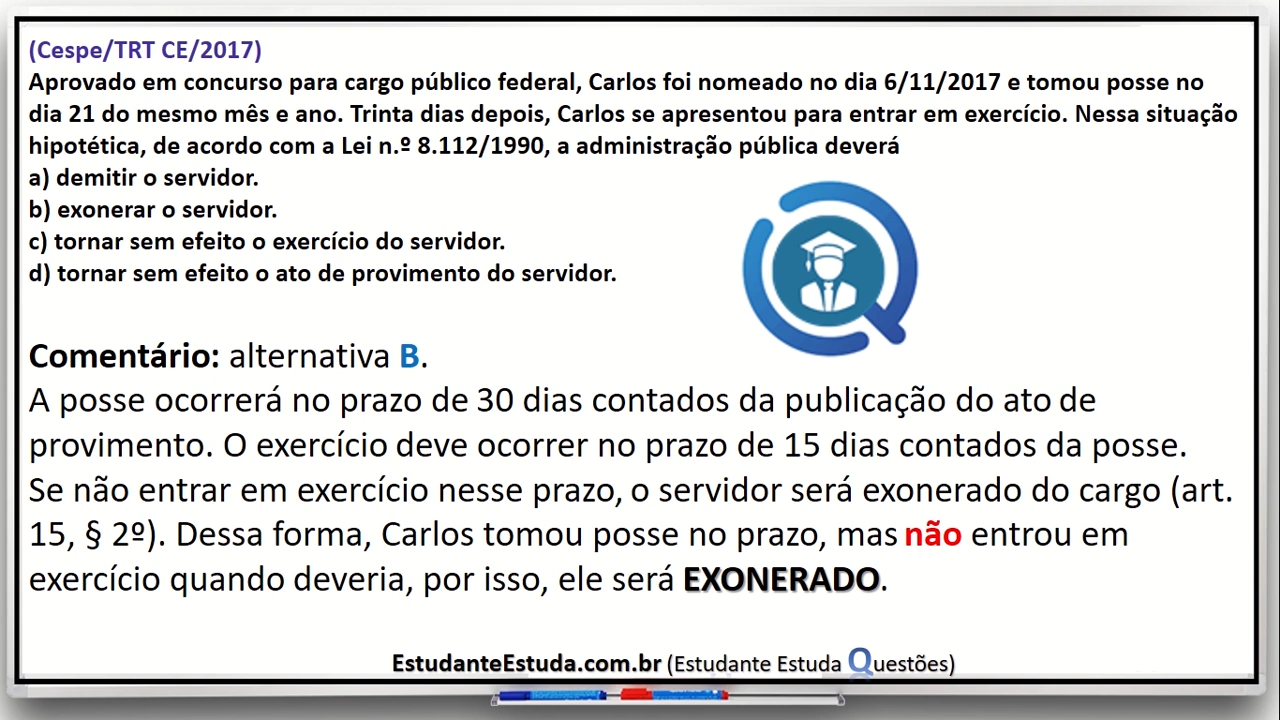 (Cespe/TRT CE/2017)
Aprovado em concurso para cargo público federal, Carlos foi nomeado no dia 6/11/2017 e tomou posse no
dia 21 do mesmo mês e ano. Trinta dias depois, Carlos se apresentou para entrar em exercício. Nessa situação
hipotética, de acordo com a Lei n.º 8.112/1990, a administração pública deverá
a) demitir o servidor.
b) exonerar o servidor.
c) tornar sem efeito o exercício do servidor.
d) tornar sem efeito o ato de provimento do servidor.
Comentário: alternativa B.
A posse ocorrerá no prazo de 30 dias contados da publicação do ato de
provimento. O exercício deve ocorrer no prazo de 15 dias contados da posse.
Se não entrar em exercício nesse prazo, o servidor será exonerado do cargo (art.
15, § 2º). Dessa forma, Carlos tomou posse no prazo, mas não entrou em
exercício quando deveria, por isso, ele será EXONERADO.
EstudanteEstuda.com.br (Estudante Estuda Questões)